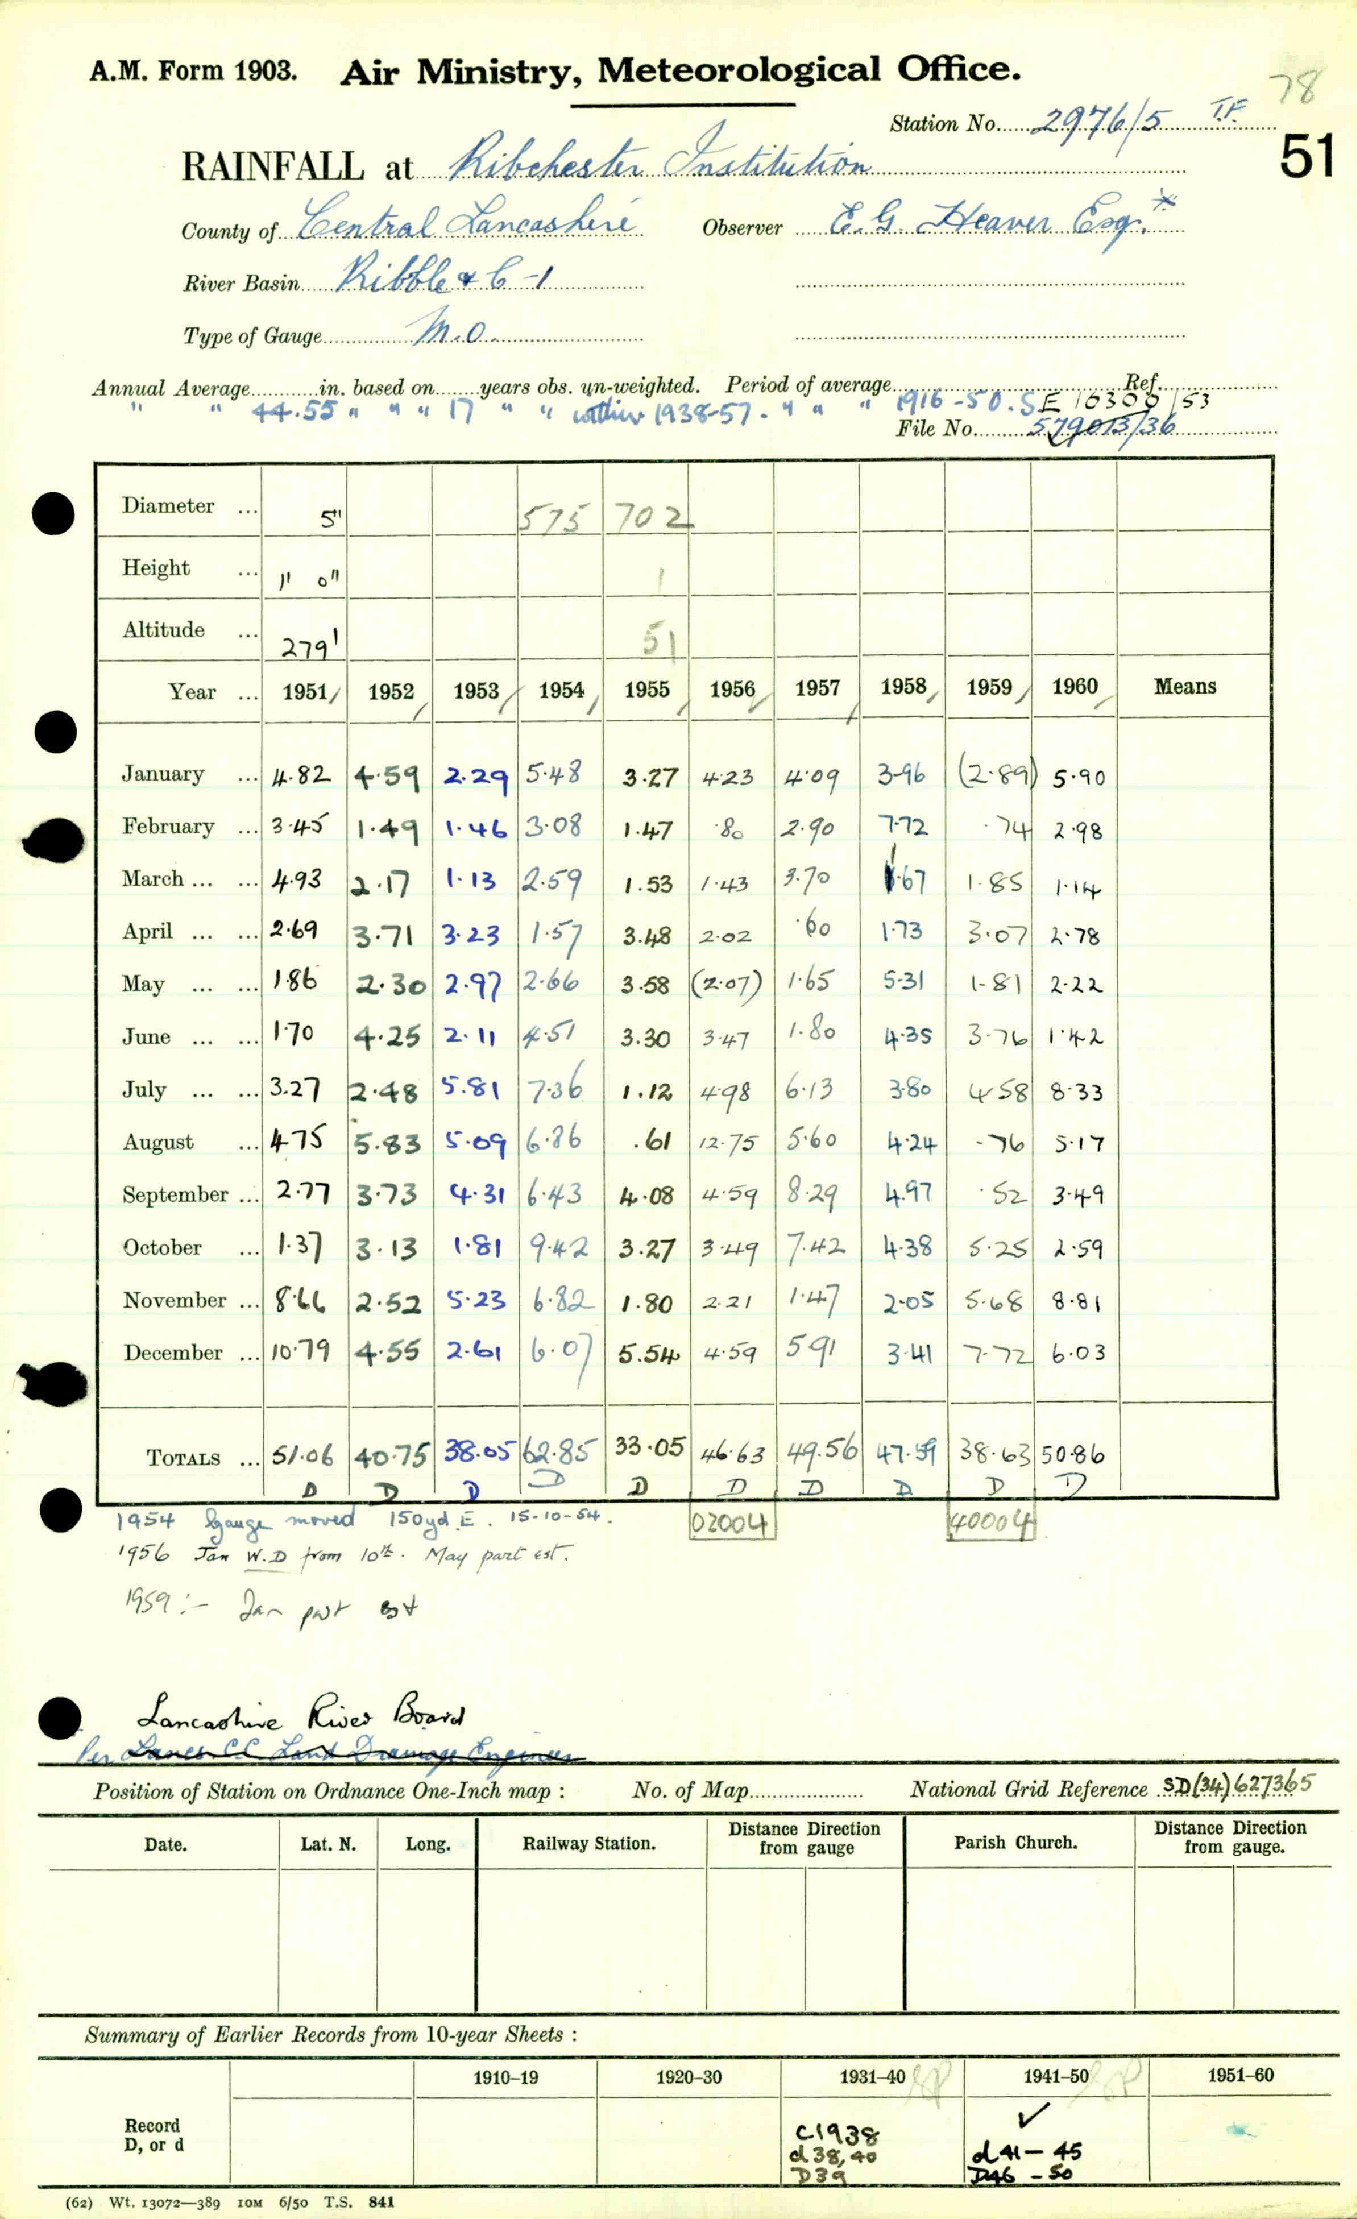 78
A.M. Form 1903. Air Ministry, Meteorological Office.
Station No. 2976/5 T.F.
51
RAINFALL at Ribchester Institution
County of Central Lancashire Observer E. G. Heaver Esq.*
River Basin Ribble & C-1
Type of Gauge M.O.
Annual Average in. based on years obs. un-weighted. Period of average Ref.
" " 44.55 " " " 17 " " within 1938-57. " " " 1916-50. SE 16306/53
File No. 579013/36
Diameter ... 5" 575 702
Height ... 1' 0" 1
Altitude ... 279' 51
Year ... 1951 1952 1953 1954 1955 1956 1957 1958 1959 1960 Means
January ... 4.82 4.59 2.29 5.48 3.27 4.23 4.09 3.96 (2.89) 5.90
February ... 3.45 1.49 1.46 3.08 1.47 .80 2.90 7.72 .74 2.98
March ... ... 4.93 2.17 1.13 2.59 1.53 1.43 3.70 1.67 1.85 1.14
April ... ... 2.69 3.71 3.23 1.57 3.48 2.02 .60 1.73 3.07 2.78
May ... ... 1.86 2.30 2.97 2.66 3.58 (2.07) 1.65 5.31 1.81 2.22
June ... ... 1.70 4.25 2.11 4.51 3.30 3.47 1.80 4.35 3.76 1.42
July ... ... 3.27 2.48 5.81 7.36 1.12 4.98 6.13 3.80 4.58 8.33
August ... 4.75 5.83 5.09 6.86 .61 12.75 5.60 4.24 .76 5.17
September ... 2.77 3.73 4.31 6.43 4.08 4.59 8.29 4.97 .52 3.49
October ... 1.37 3.13 1.81 9.42 3.27 3.49 7.42 4.38 5.25 2.59
November ... 8.66 2.52 5.23 6.82 1.80 2.21 1.47 2.05 5.68 8.81
December ... 10.79 4.55 2.61 6.07 5.54 4.59 5.91 3.41 7.72 6.03
TOTALS ... 51.06 40.75 38.05 62.85 33.05 46.63 49.56 47.59 38.63 50.86
D D D D D D D D D D
1954 Gauge moved 150yd E. 15-10-54. 02004 40004
1956 Jan W.D from 10th. May part est.
1959:- Jan part est
Lancashire River Board
Per Lancs C C Land Drainage Engineer
Position of Station on Ordnance One-Inch map : No. of Map National Grid Reference SD(34)627365
Date. Lat. N. Long. Railway Station. Distance from Direction gauge Parish Church. Distance from Direction gauge.
Summary of Earlier Records from 10-year Sheets :
1910–19 1920–30 1931–40 SP 1941–50 SP 1951–60
Record D, or d
C1938 ✓
d 38, 40 d 41 – 45
D39 D46 – 50
(62) Wt. 13072—389 10M 6/50 T.S. 841